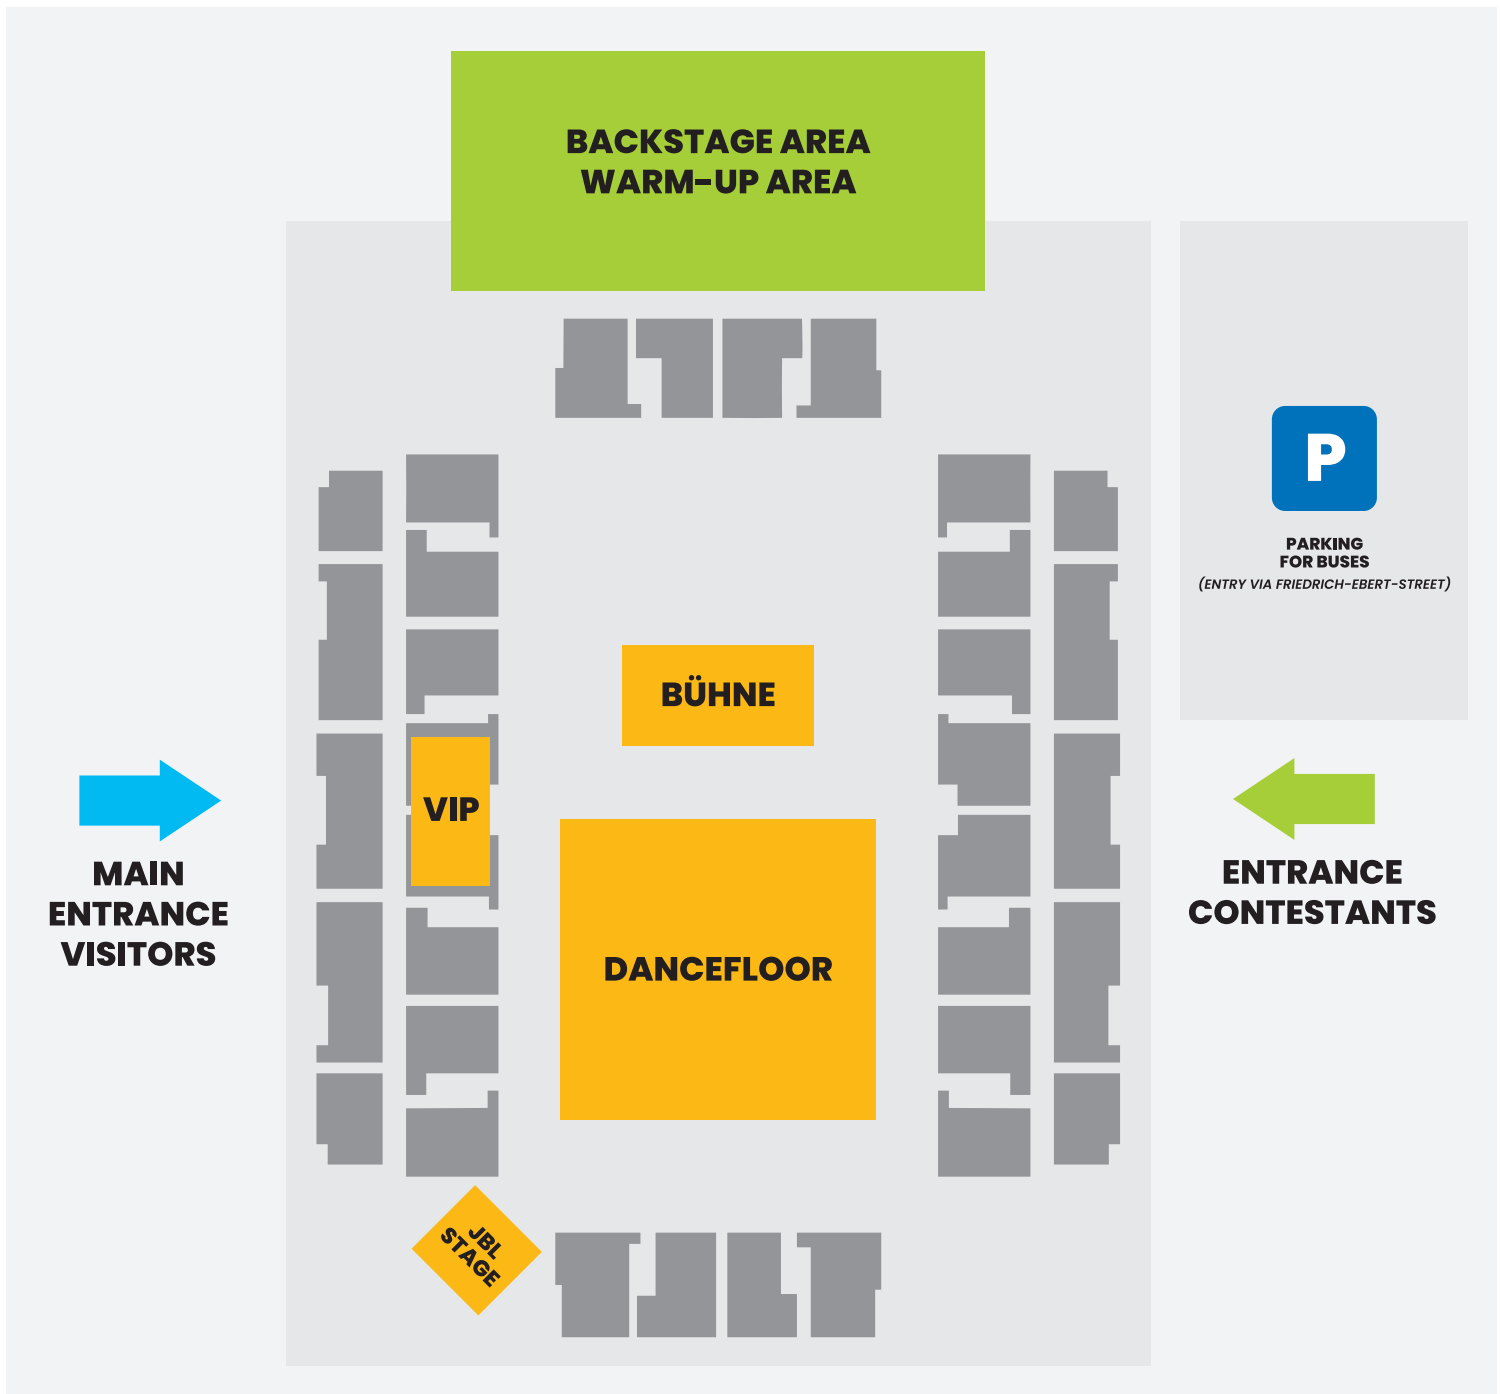 BACKSTAGE AREA
WARM-UP AREA
P
PARKING
FOR BUSES
(ENTRY VIA FRIEDRICH-EBERT-STREET)
BÜHNE
VIP
MAIN
ENTRANCE
VISITORS
ENTRANCE
CONTESTANTS
DANCEFLOOR
JBL
STAGE